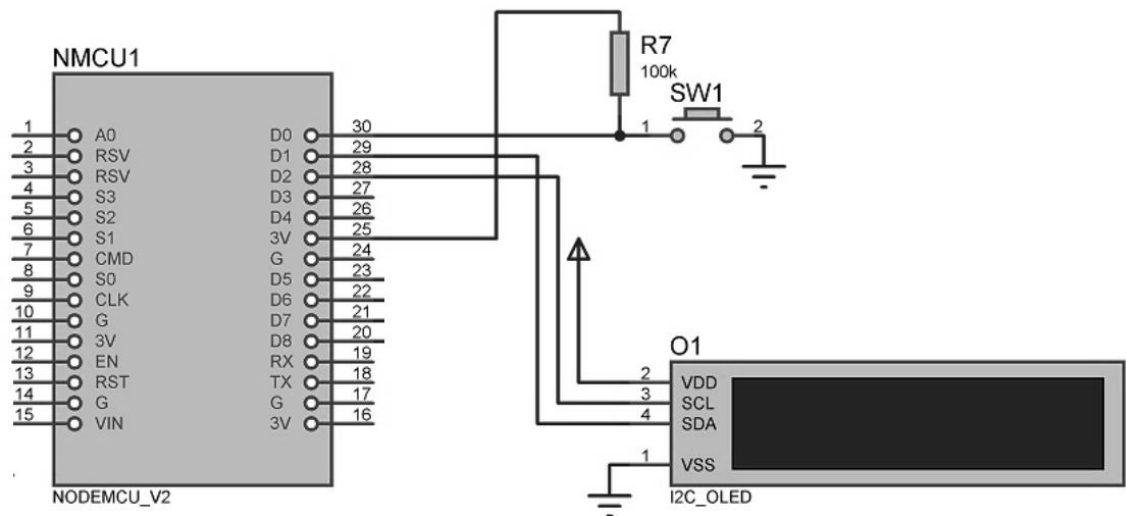 NMCU1
R7
100k
SW1
1 A0 D0 30 1 2
2 RSV D1 29
3 RSV D2 28
4 S3 D3 27
5 S2 D4 26
6 S1 3V 25
7 CMD G 24
8 S0 D5 23
9 CLK D6 22
10 G D7 21
11 3V D8 20
12 EN RX 19
13 RST TX 18
14 G G 17
15 VIN 3V 16
NODEMCU_V2
O1
2 VDD
3 SCL
4 SDA
1 VSS
I2C_OLED